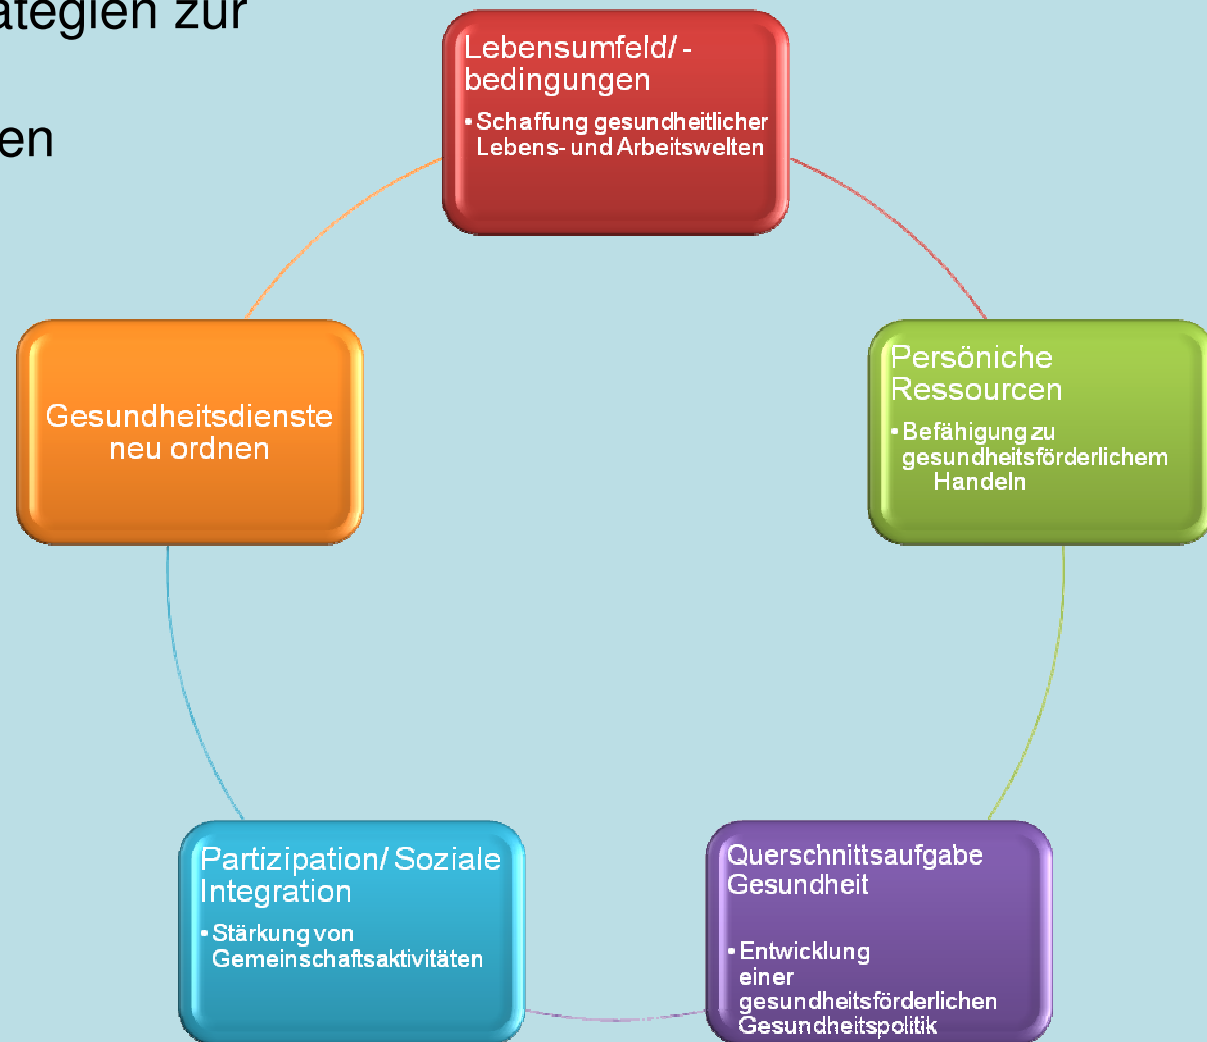 ategien zur
en
Lebensumfeld/ -
bedingungen
• Schaffung gesundheitlicher
Lebens- und Arbeitswelten
Persöniche
Ressourcen
• Befähigung zu
gesundheitsförderlichem
Handeln
Querschnittsaufgabe
Gesundheit
• Entwicklung
einer
gesundheitsförderlichen
Gesundheitspolitik
Partizipation/ Soziale
Integration
• Stärkung von
Gemeinschaftsaktivitäten
Gesundheitsdienste
neu ordnen